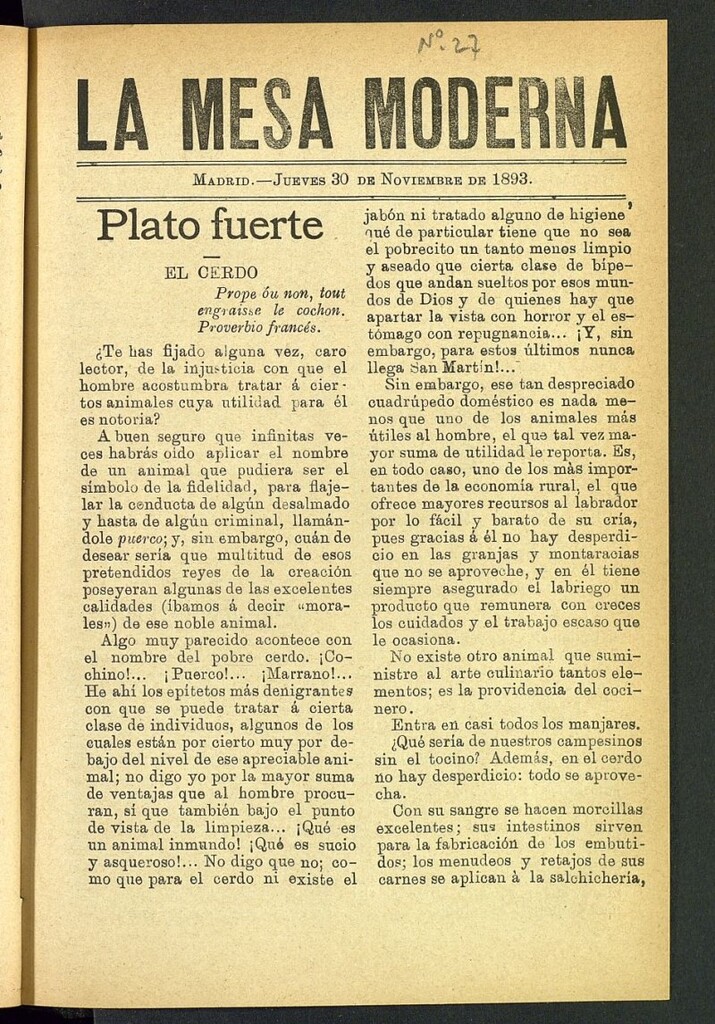 Nº. 27
LA MESA MODERNA
MADRID.—JUEVES 30 DE NOVIEMBRE DE 1893.
Plato fuerte
EL CERDO
Prope óu non, tout
engraisse le cochon.
Proverbio francés.
¿Te has fijado alguna vez, caro
lector, de la injusticia con que el
hombre acostumbra tratar á cier-
tos animales cuya utilidad para él
es notoria?
A buen seguro que infinitas ve-
ces habrás oido aplicar el nombre
de un animal que pudiera ser el
símbolo de la fidelidad, para flaje-
lar la conducta de algún desalmado
y hasta de algún criminal, llamán-
dole puerco; y, sin embargo, cuán de
desear sería que multitud de esos
pretendidos reyes de la creación
poseyeran algunas de las excelentes
calidades (íbamos á decir «mora-
les») de ese noble animal.
Algo muy parecido acontece con
el nombre del pobre cerdo. ¡Co-
chino!... ¡Puerco!... ¡Marrano!...
He ahí los epítetos más denigrantes
con que se puede tratar á cierta
clase de individuos, algunos de los
cuales están por cierto muy por de-
bajo del nivel de ese apreciable ani-
mal; no digo yo por la mayor suma
de ventajas que al hombre procu-
ran, si que también bajo el punto
de vista de la limpieza... ¡Qué es
un animal inmundo! ¡Qué es sucio
y asqueroso!... No digo que no; co-
mo que para el cerdo ni existe el
jabón ni tratado alguno de higiene,
qué de particular tiene que no sea
el pobrecito un tanto menos limpio
y aseado que cierta clase de bípe-
dos que andan sueltos por esos mun-
dos de Dios y de quienes hay que
apartar la vista con horror y el es-
tómago con repugnancia... ¡Y, sin
embargo, para estos últimos nunca
llega San Martín!...
Sin embargo, ese tan despreciado
cuadrúpedo doméstico es nada me-
nos que uno de los animales más
útiles al hombre, el que tal vez ma-
yor suma de utilidad le reporta. Es,
en todo caso, uno de los más impor-
tantes de la economía rural, el que
ofrece mayores recursos al labrador
por lo fácil y barato de su cría,
pues gracias á él no hay desperdi-
cio en las granjas y montaracias
que no se aproveche, y en él tiene
siempre asegurado el labriego un
producto que remunera con creces
los cuidados y el trabajo escaso que
le ocasiona.
No existe otro animal que sumi-
nistre al arte culinario tantos ele-
mentos; es la providencia del coci-
nero.
Entra en casi todos los manjares.
¿Qué sería de nuestros campesinos
sin el tocino? Además, en el cerdo
no hay desperdicio: todo se aprove-
cha.
Con su sangre se hacen morcillas
excelentes; sus intestinos sirven
para la fabricación de los embuti-
dos; los menudeos y retajos de sus
carnes se aplican à la salchichería,